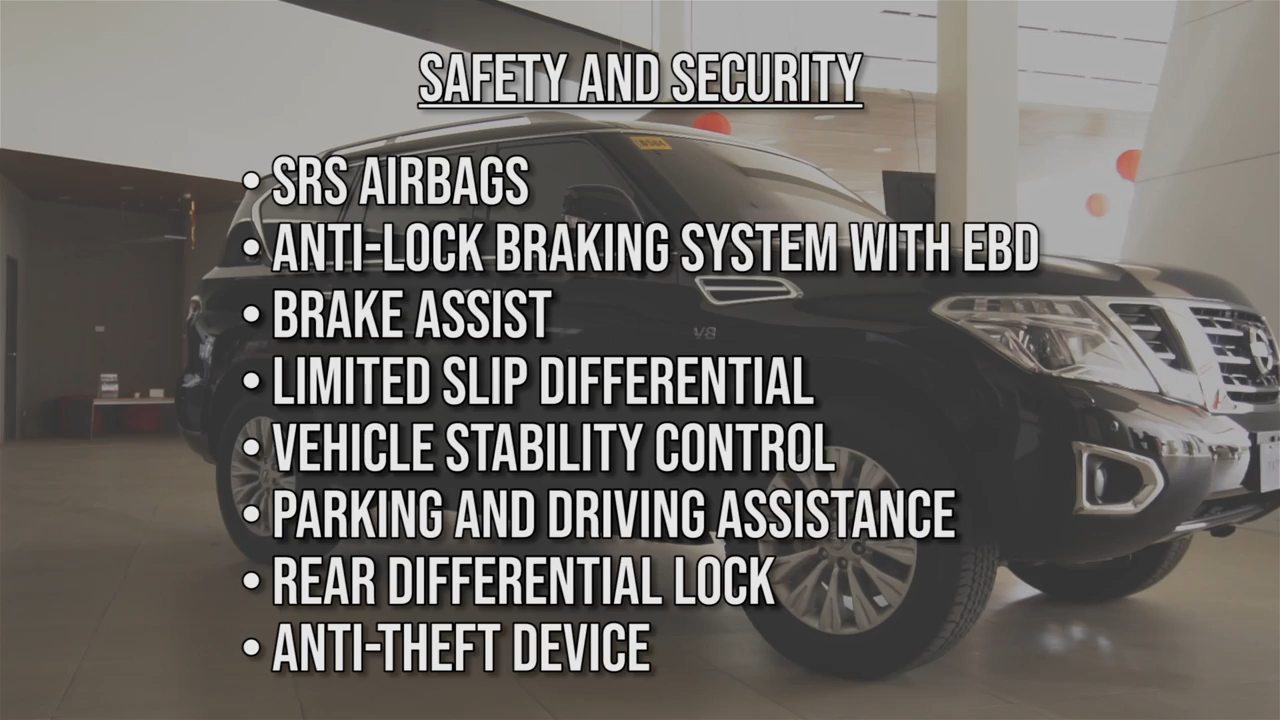 SAFETY AND SECURITY
• SRS AIRBAGS
• ANTI-LOCK BRAKING SYSTEM WITH EBD
• BRAKE ASSIST
• LIMITED SLIP DIFFERENTIAL
• VEHICLE STABILITY CONTROL
• PARKING AND DRIVING ASSISTANCE
• REAR DIFFERENTIAL LOCK
• ANTI-THEFT DEVICE
V8